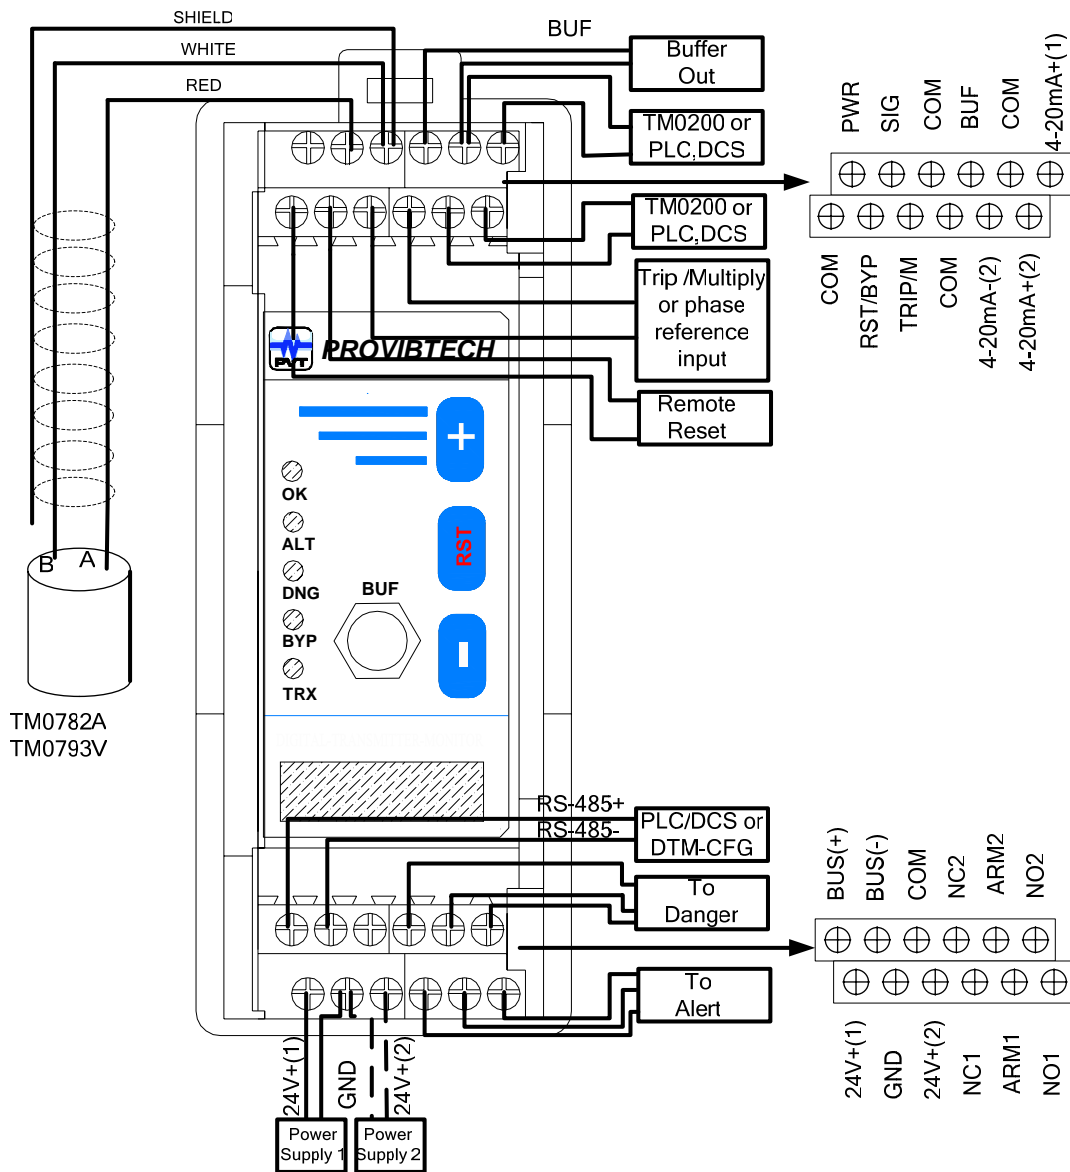 SHIELD
WHITE
RED
BUF
Buffer
Out
TM0200 or
PLC,DCS
TM0200 or
PLC,DCS
Trip /Multiply
or phase
reference
input
Remote
Reset
PWR
SIG
COM
BUF
COM
4-20mA+(1)
COM
RST/BYP
TRIP/M
COM
4-20mA-(2)
4-20mA+(2)
PVT
PROVIBTECH
+
RST
-
OK
ALT
DNG
BYP
TRX
BUF
B
A
TM0782A
TM0793V
RS-485+
RS-485-
PLC/DCS or
DTM-CFG
To
Danger
To
Alert
BUS(+)
BUS(-)
COM
NC2
ARM2
NO2
24V+(1)
GND
24V+(2)
NC1
ARM1
NO1
24V+(1)
GND
24V+(2)
Power
Supply 1
Power
Supply 2